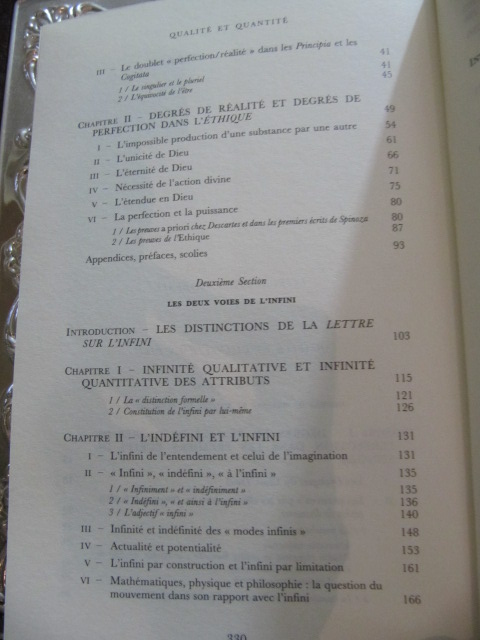 QUALITÉ ET QUANTITÉ
III – Le doublet « perfection/réalité » dans les Principia et les
Cogitata 41
1 / Le singulier et le pluriel 41
2 / L'équivocité de l'être 45
CHAPITRE II – DEGRÉS DE RÉALITÉ ET DEGRÉS DE
PERFECTION DANS L'ÉTHIQUE 49
I – L'impossible production d'une substance par une autre 54
II – L'unicité de Dieu 61
III – L'éternité de Dieu 66
IV – Nécessité de l'action divine 71
V – L'étendue en Dieu 75
VI – La perfection et la puissance 80
1 / Les preuves a priori chez Descartes et dans les premiers écrits de Spinoza 80
2 / Les preuves de l'Ethique 87
Appendices, préfaces, scolies 93
Deuxième Section
LES DEUX VOIES DE L'INFINI
INTRODUCTION – LES DISTINCTIONS DE LA LETTRE
SUR L'INFINI 103
CHAPITRE I – INFINITÉ QUALITATIVE ET INFINITÉ
QUANTITATIVE DES ATTRIBUTS 115
1 / La « distinction formelle » 121
2 / Constitution de l'infini par lui-même 126
CHAPITRE II – L'INDÉFINI ET L'INFINI 131
I – L'infini de l'entendement et celui de l'imagination 131
II – « Infini », « indéfini », « à l'infini » 135
1 / « Infiniment » et « indéfiniment » 135
2 / « Indéfini », « et ainsi à l'infini » 136
3 / L'adjectif « infini » 140
III – Infinité et indéfinité des « modes infinis » 148
IV – Actualité et potentialité 153
V – L'infini par construction et l'infini par limitation 161
VI – Mathématiques, physique et philosophie : la question du
mouvement dans son rapport avec l'infini 166
330